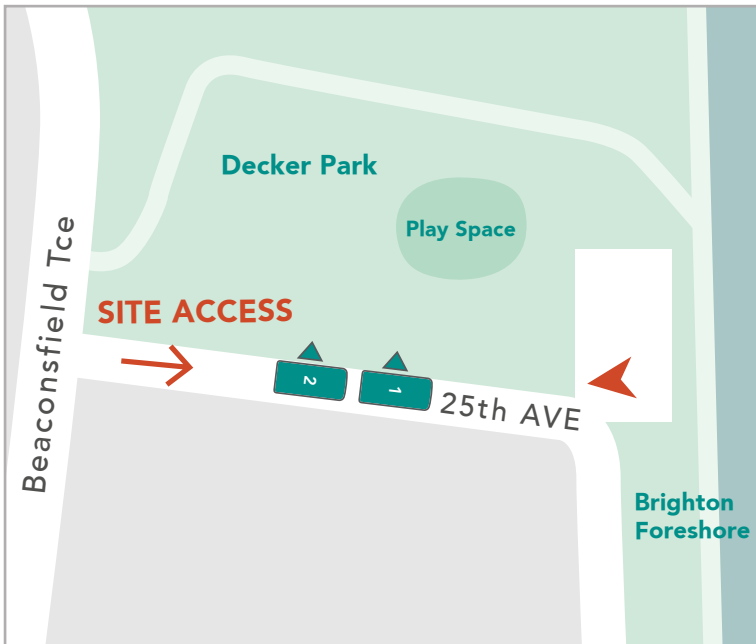 Decker Park
Play Space
Beaconsfield Tce
SITE ACCESS
2
1
25th AVE
Brighton
Foreshore